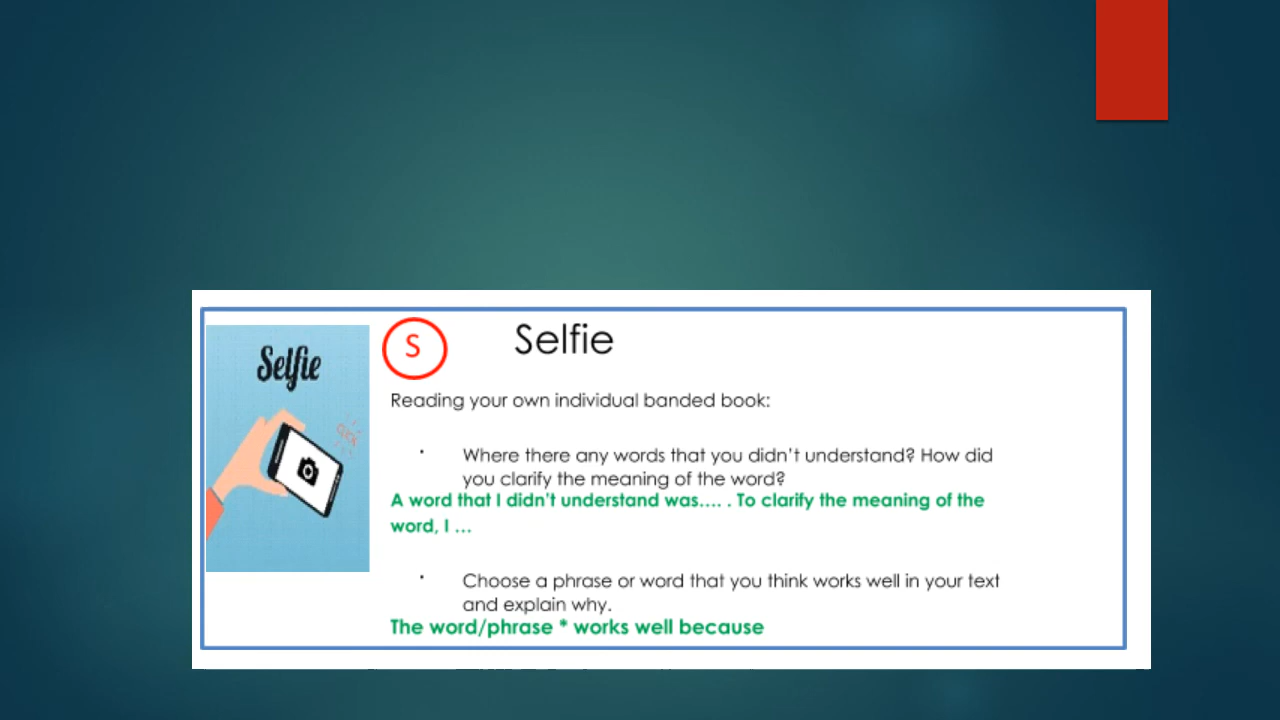 Selfie
CLICK
S
Selfie
Reading your own individual banded book:
· Where there any words that you didn't understand? How did
you clarify the meaning of the word?
A word that I didn't understand was.... . To clarify the meaning of the
word, I ...
· Choose a phrase or word that you think works well in your text
and explain why.
The word/phrase * works well because